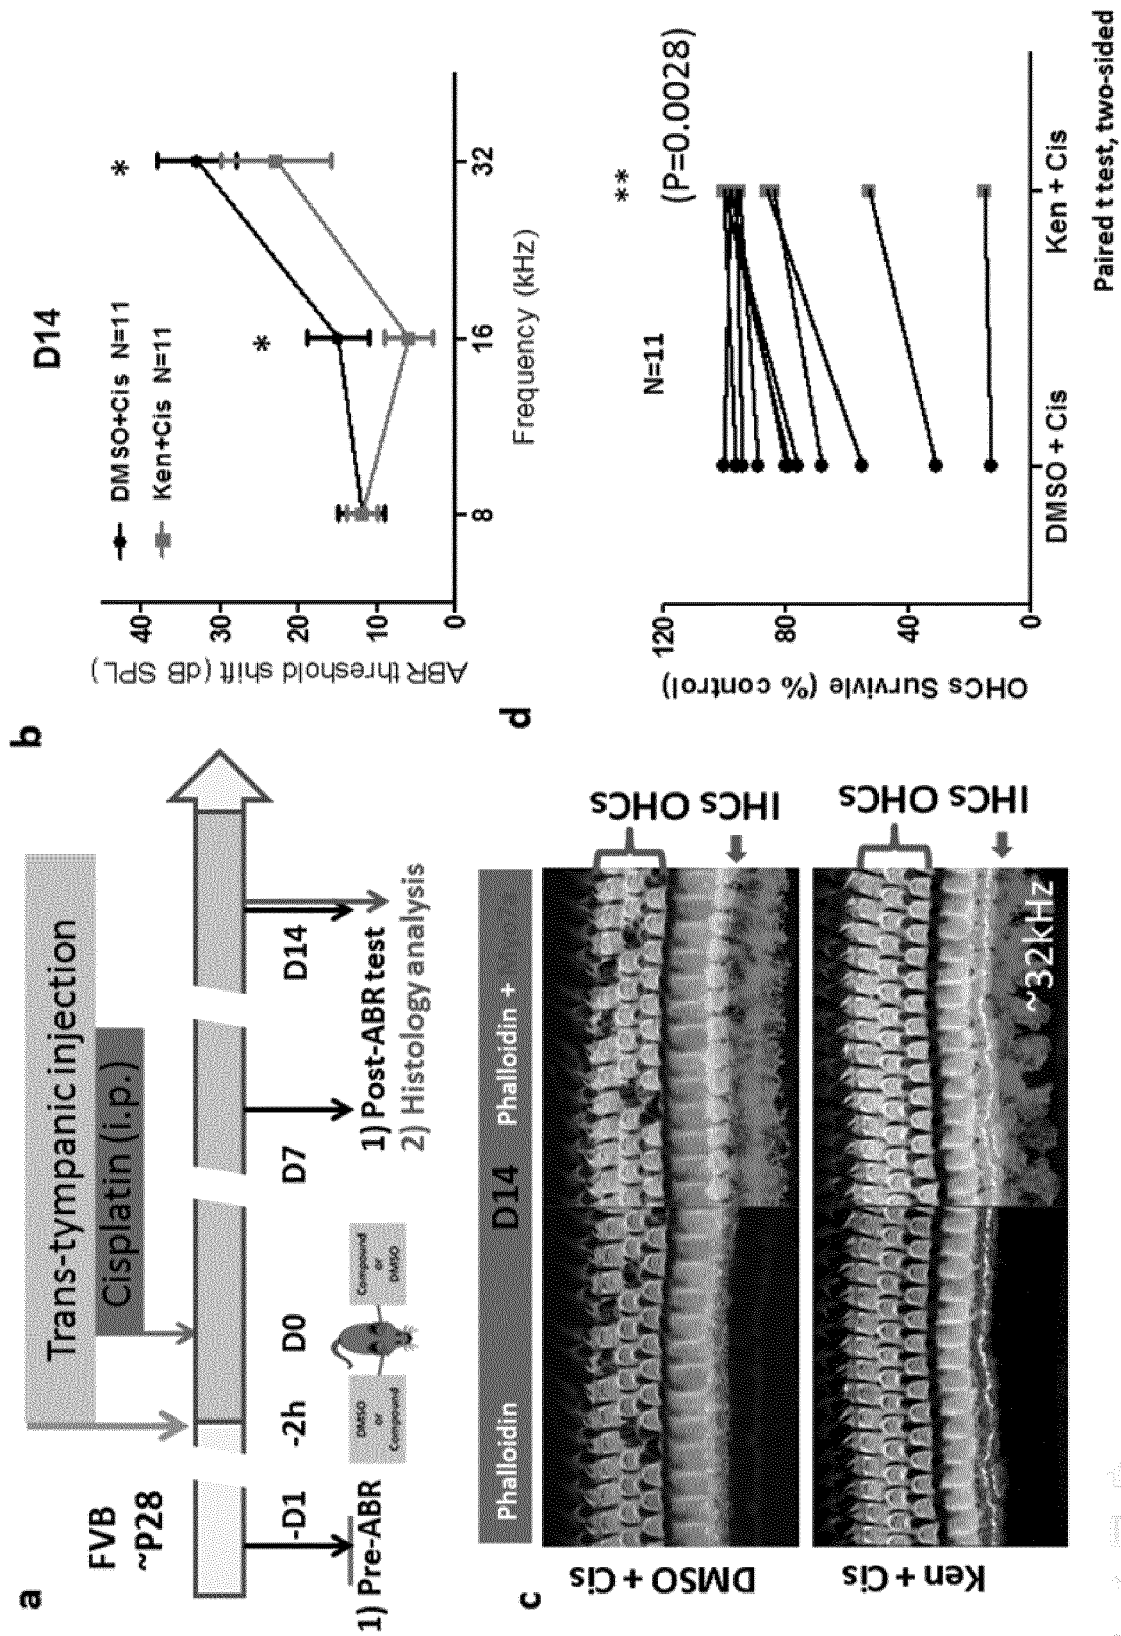 a
FVB
~P28
Trans-tympanic injection
Cisplatin (i.p.)
-D1
-2h
D0
D7
D14
1) Pre-ABR
DMSO
or
Compound
Compound
or
DMSO
1) Post-ABR test
2) Histology analysis
b
D14
DMSO+Cis N=11
Ken+Cis N=11
ABR threshold shift (dB SPL)
40
30
20
10
0
*
*
8
16
32
Frequency (kHz)
c
Phalloidin
D14
Phalloidin +
DMSO + Cis
Ken + Cis
IHCs OHCs
IHCs OHCs
~32kHz
d
N=11
**
(P=0.0028)
OHCs Survivle (% control)
120
80
40
0
DMSO + Cis
Ken + Cis
Paired t test, two-sided